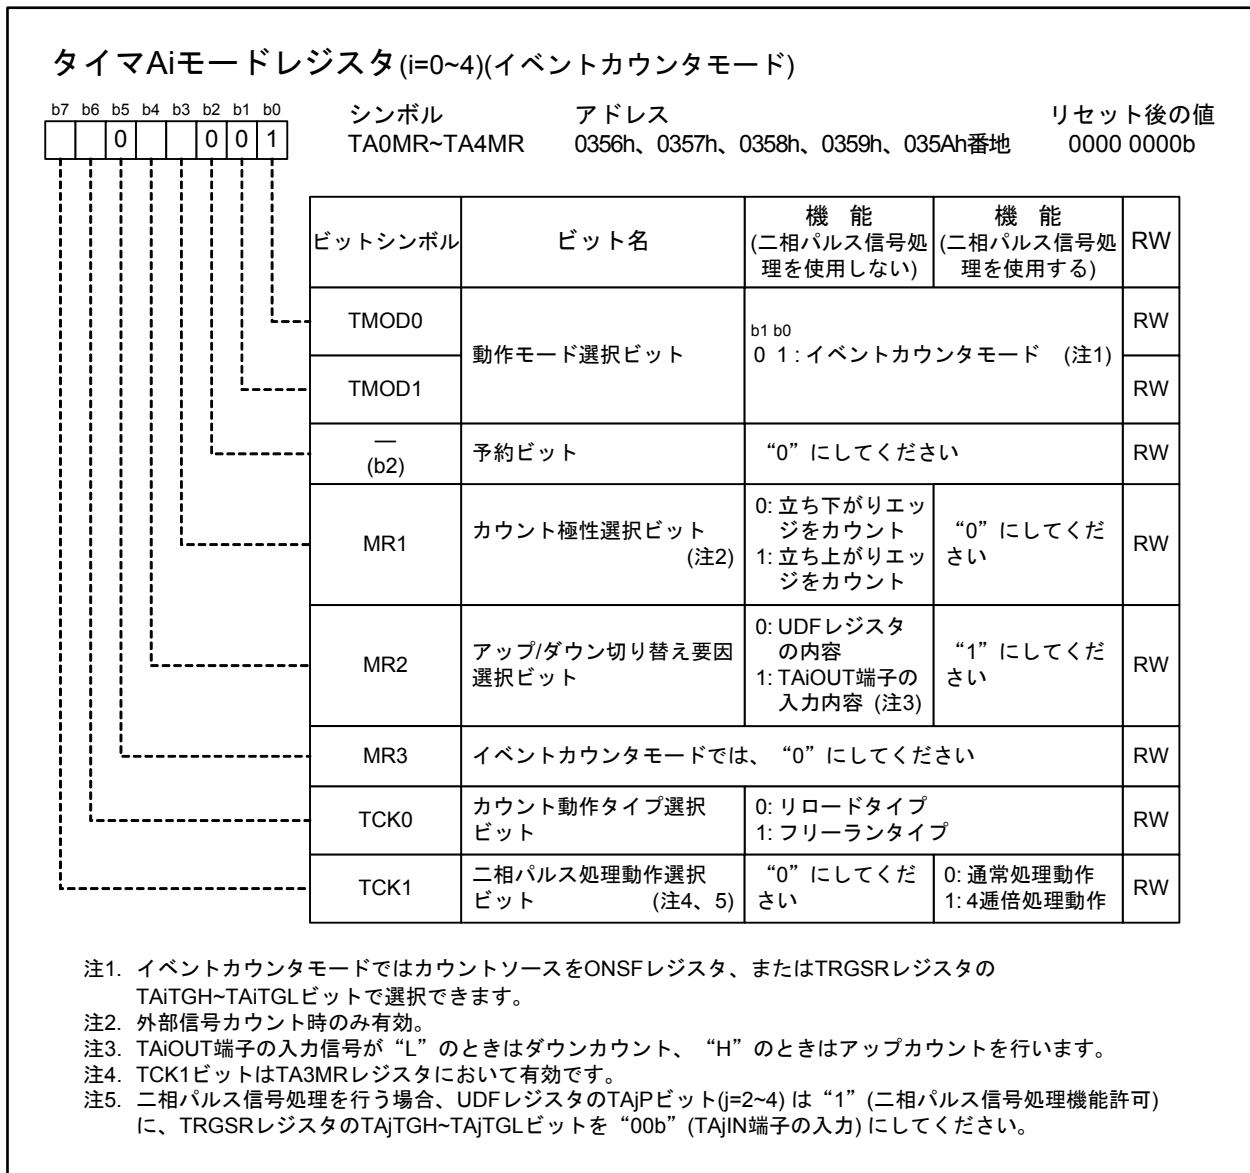 タイマAiモードレジスタ(i=0~4)(イベントカウンタモード)
b7 b6 b5 b4 b3 b2 b1 b0
0 0 0 1
シンボル アドレス リセット後の値
TA0MR~TA4MR 0356h、0357h、0358h、0359h、035Ah番地 0000 0000b
ビットシンボル ビット名 機 能 (二相パルス信号処理を使用しない) 機 能 (二相パルス信号処理を使用する) RW
TMOD0 動作モード選択ビット b1 b0 RW
0 1 : イベントカウンタモード (注1)
TMOD1 RW
— (b2) 予約ビット “0”にしてください RW
MR1 カウント極性選択ビット (注2) 0: 立ち下がりエッジをカウント 1: 立ち上がりエッジをカウント “0”にしてください RW
MR2 アップ/ダウン切り替え要因選択ビット 0: UDFレジスタの内容 1: TAiOUT端子の入力内容 (注3) “1”にしてください RW
MR3 イベントカウンタモードでは、“0”にしてください RW
TCK0 カウント動作タイプ選択ビット 0: リロードタイプ 1: フリーランタイプ RW
TCK1 二相パルス処理動作選択ビット (注4、5) “0”にしてください 0: 通常処理動作 1: 4逓倍処理動作 RW
注1. イベントカウンタモードではカウントソースをONSFレジスタ、またはTRGSRレジスタの
TAiTGH~TAiTGLビットで選択できます。
注2. 外部信号カウント時のみ有効。
注3. TAiOUT端子の入力信号が“L”のときはダウンカウント、“H”のときはアップカウントを行います。
注4. TCK1ビットはTA3MRレジスタにおいて有効です。
注5. 二相パルス信号処理を行う場合、UDFレジスタのTAjPビット(j=2~4) は“1”(二相パルス信号処理機能許可)
に、TRGSRレジスタのTAjTGH~TAjTGLビットを“00b”(TAjIN端子の入力) にしてください。